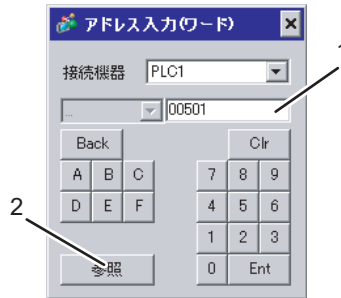 アドレス入力(ワード)
1
接続機器 PLC1
... 00501
Back Clr
A B C 7 8 9
D E F 4 5 6
2
1 2 3
参照 0 Ent